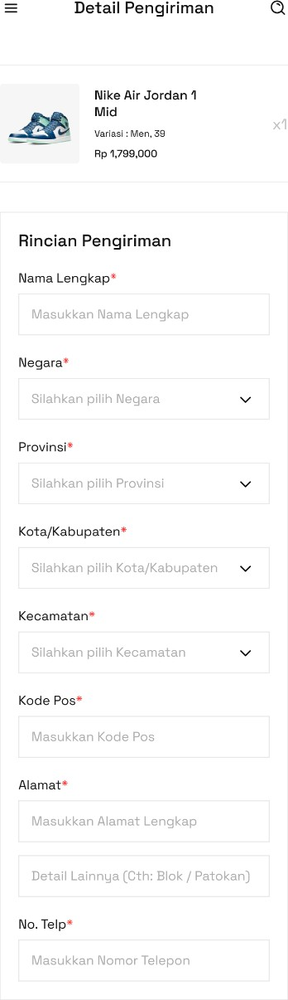 Detail Pengiriman
Nike Air Jordan 1
Mid
Variasi : Men, 39
Rp 1,799,000
x1
Rincian Pengiriman
Nama Lengkap*
Masukkan Nama Lengkap
Negara*
Silahkan pilih Negara
Provinsi*
Silahkan pilih Provinsi
Kota/Kabupaten*
Silahkan pilih Kota/Kabupaten
Kecamatan*
Silahkan pilih Kecamatan
Kode Pos*
Masukkan Kode Pos
Alamat*
Masukkan Alamat Lengkap
Detail Lainnya (Cth: Blok / Patokan)
No. Telp*
Masukkan Nomor Telepon